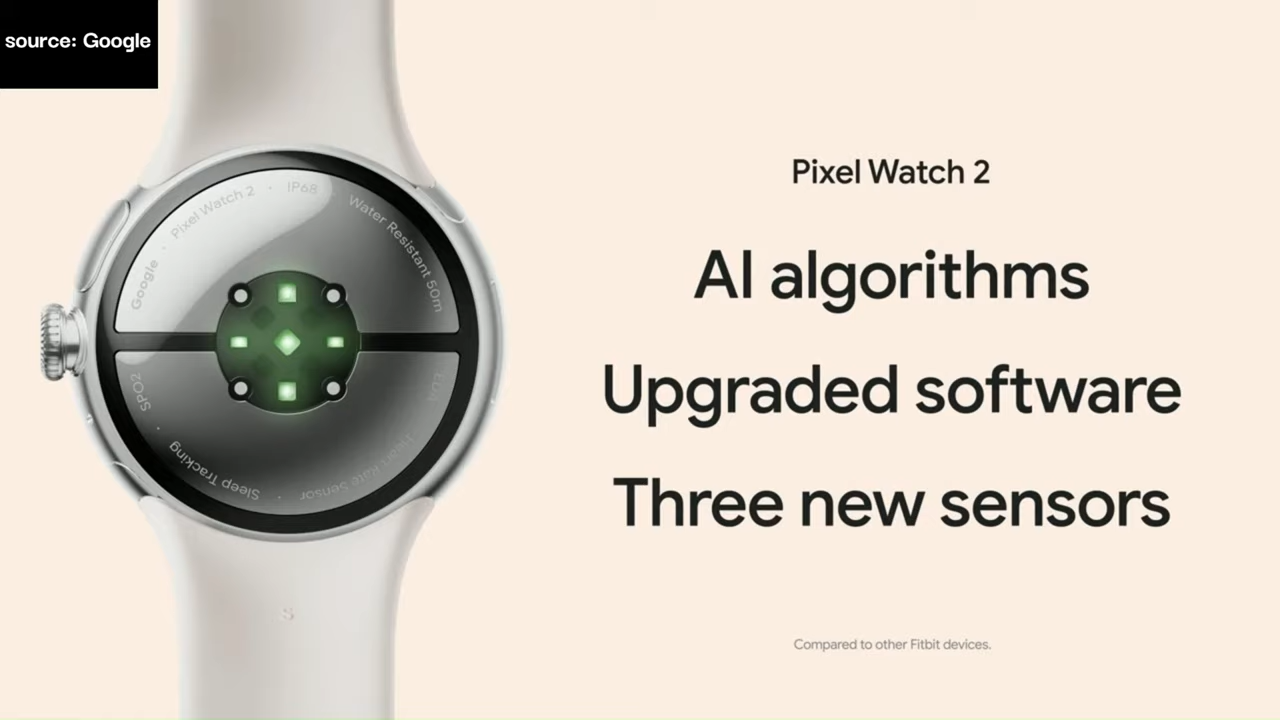 source: Google
Pixel Watch 2
AI algorithms
Upgraded software
Three new sensors
Compared to other Fitbit devices.
Google · Pixel Watch 2 · IP68 · Water Resistant 50m
EDA · Heart Rate Sensor · Sleep Tracking · SPO2
S